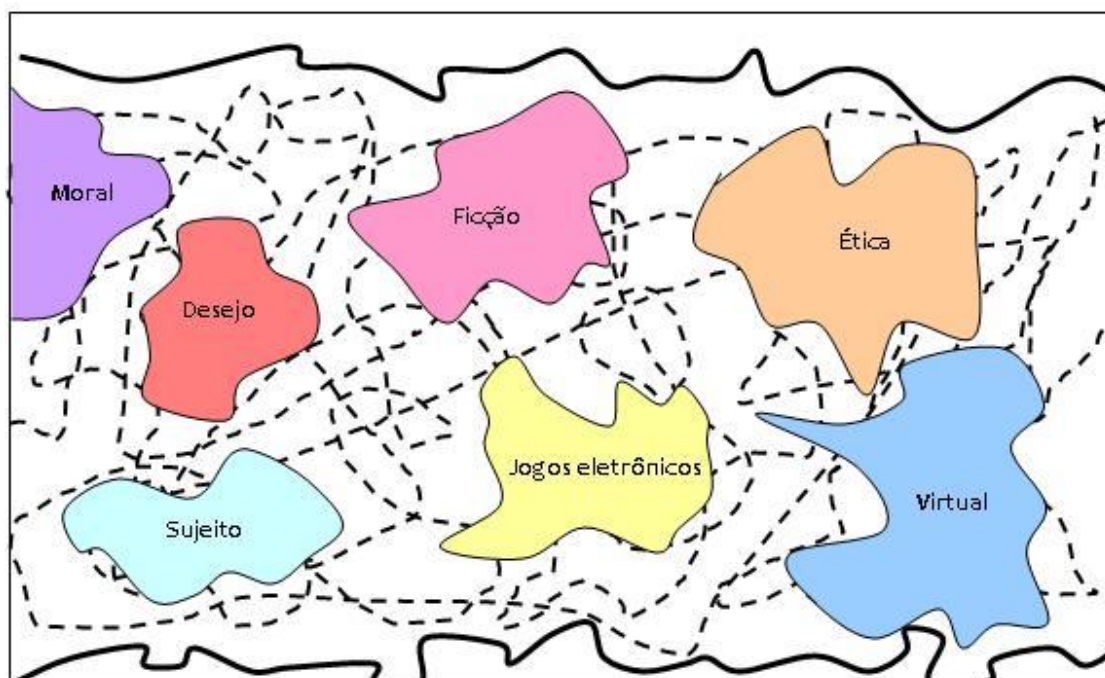 Moral
Ficção
Ética
Desejo
Jogos eletrônicos
Virtual
Sujeito